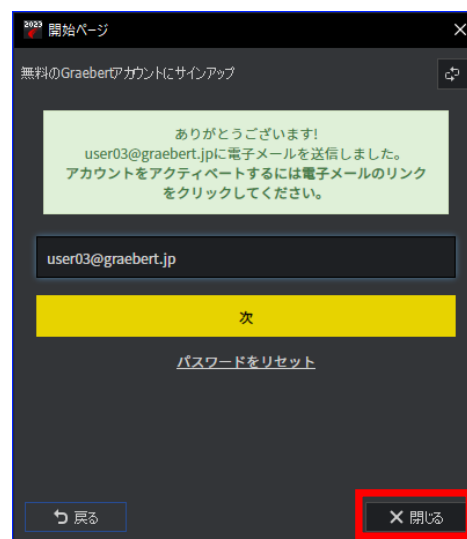 2023 開始ページ
無料のGraebertアカウントにサインアップ
ありがとうございます!
user03@graebert.jpに電子メールを送信しました。
アカウントをアクティベートするには電子メールのリンク
をクリックしてください。
user03@graebert.jp
次
パスワードをリセット
戻る
閉じる